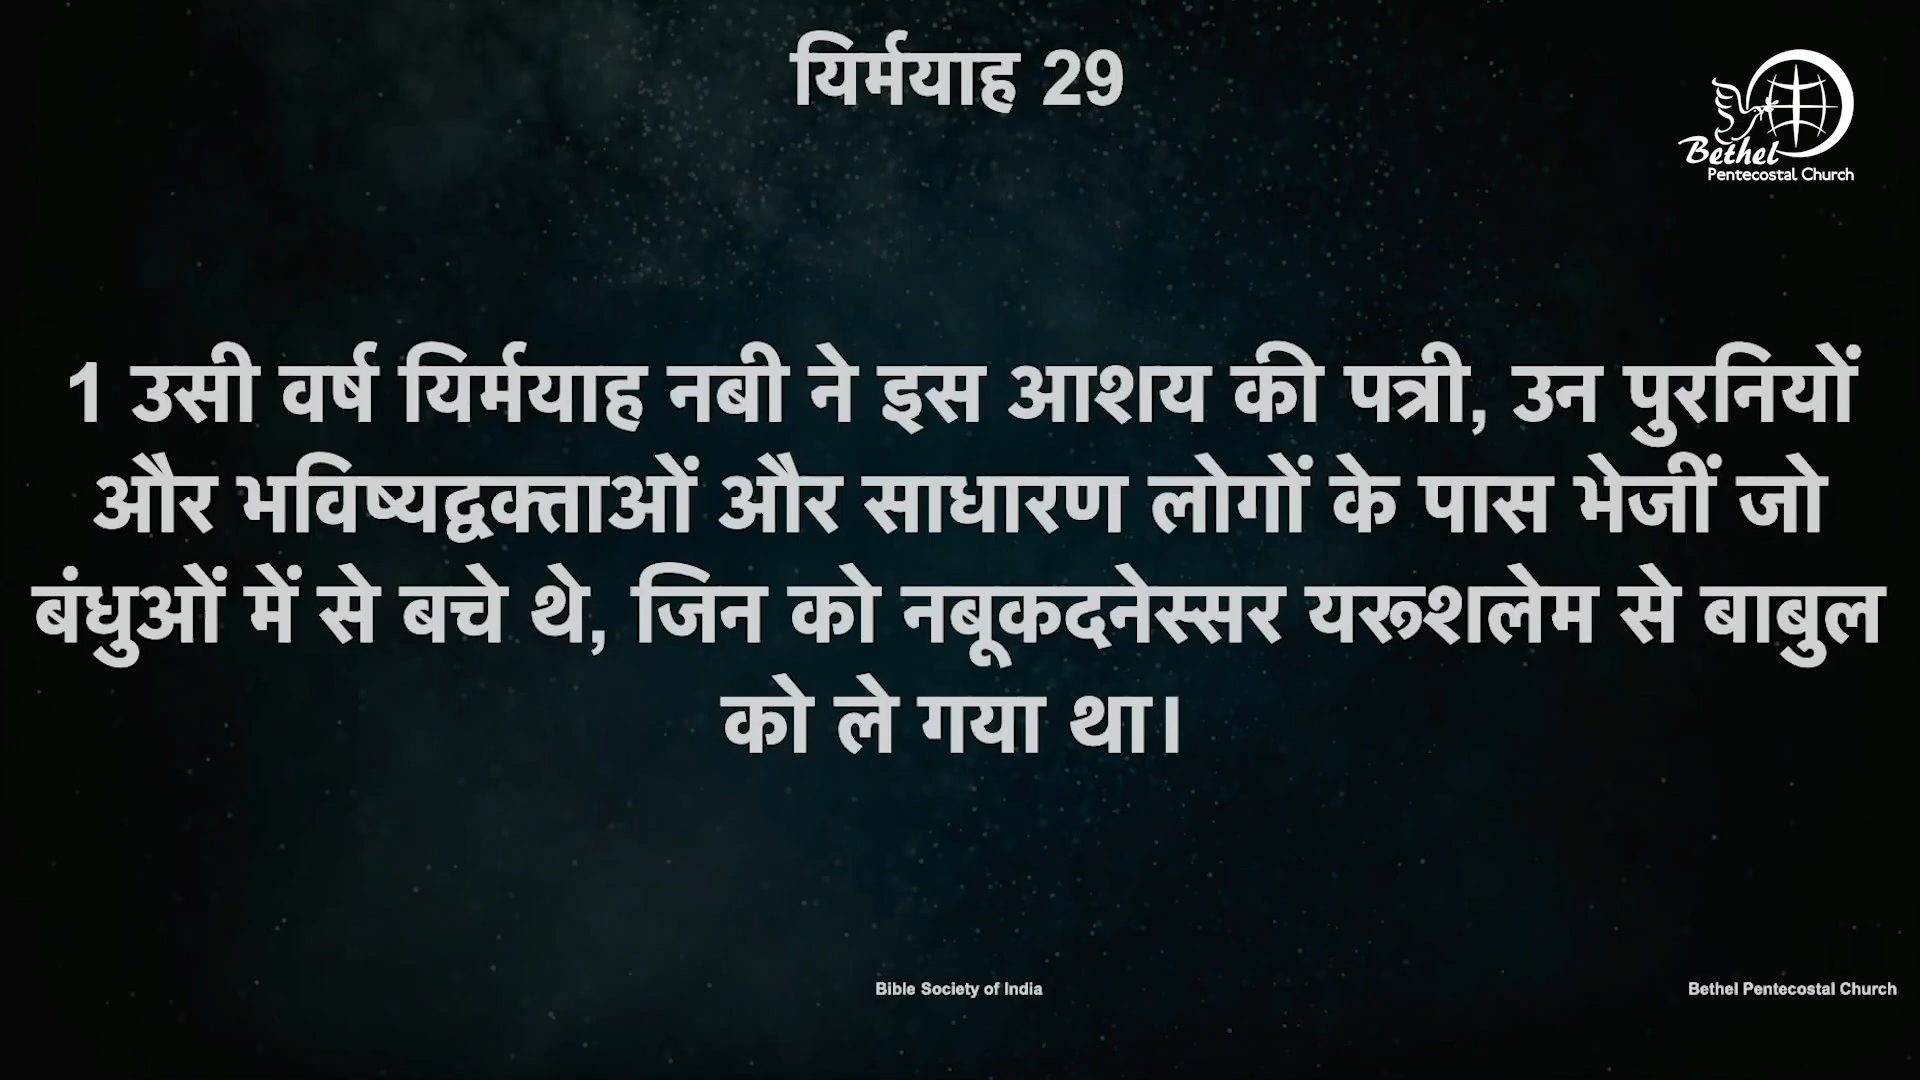 यिर्मयाह 29
Bethel
Pentecostal Church
1 उसी वर्ष यिर्मयाह नबी ने इस आशय की पत्री, उन पुरनियों
और भविष्यद्वक्ताओं और साधारण लोगों के पास भेजीं जो
बंधुओं में से बचे थे, जिन को नबूकदनेस्सर यरूशलेम से बाबुल
को ले गया था।
Bible Society of India
Bethel Pentecostal Church